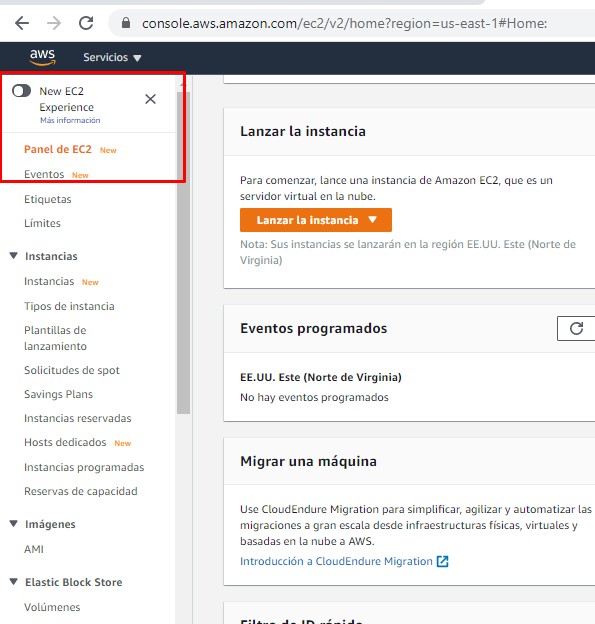 console.aws.amazon.com/ec2/v2/home?region=us-east-1#Home:
aws
Servicios
New EC2
Experience
Más información
Panel de EC2 New
Eventos New
Etiquetas
Límites
Instancias
Instancias New
Tipos de instancia
Plantillas de
lanzamiento
Solicitudes de spot
Savings Plans
Instancias reservadas
Hosts dedicados New
Instancias programadas
Reservas de capacidad
Imágenes
AMI
Elastic Block Store
Volúmenes
Lanzar la instancia
Para comenzar, lance una instancia de Amazon EC2, que es un
servidor virtual en la nube.
Lanzar la instancia
Nota: Sus instancias se lanzarán en la región EE.UU. Este (Norte de
Virginia)
Eventos programados
EE.UU. Este (Norte de Virginia)
No hay eventos programados
Migrar una máquina
Use CloudEndure Migration para simplificar, agilizar y automatizar las
migraciones a gran escala desde infraestructuras físicas, virtuales y
basadas en la nube a AWS.
Introducción a CloudEndure Migration
Filtro de ID rápido